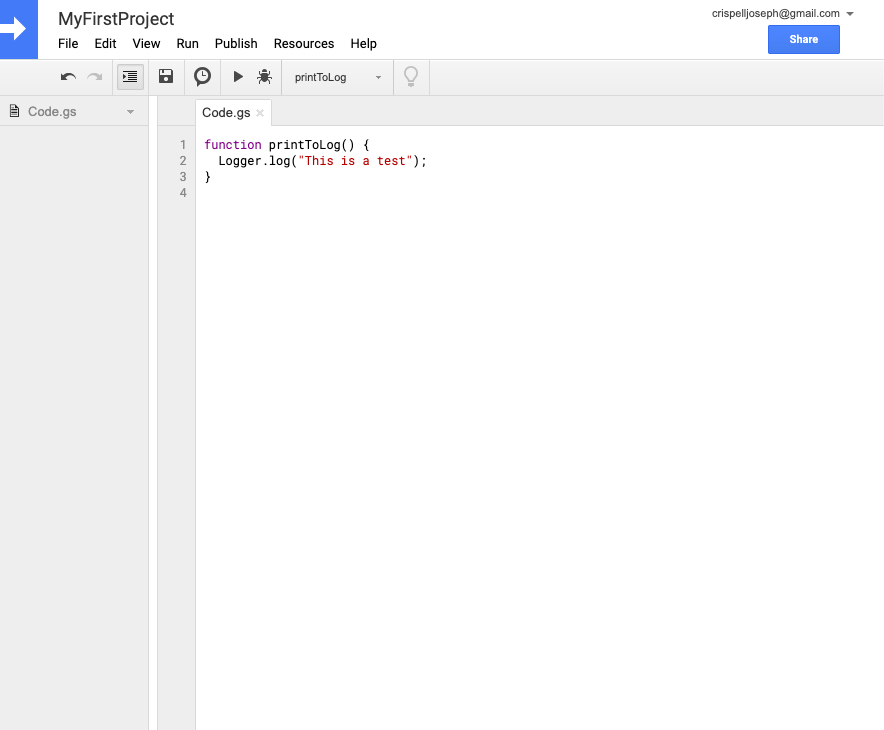 MyFirstProject
crispelljoseph@gmail.com
File Edit View Run Publish Resources Help
Share
printToLog
Code.gs
Code.gs ×
1 function printToLog() {
2 Logger.log("This is a test");
3 }
4